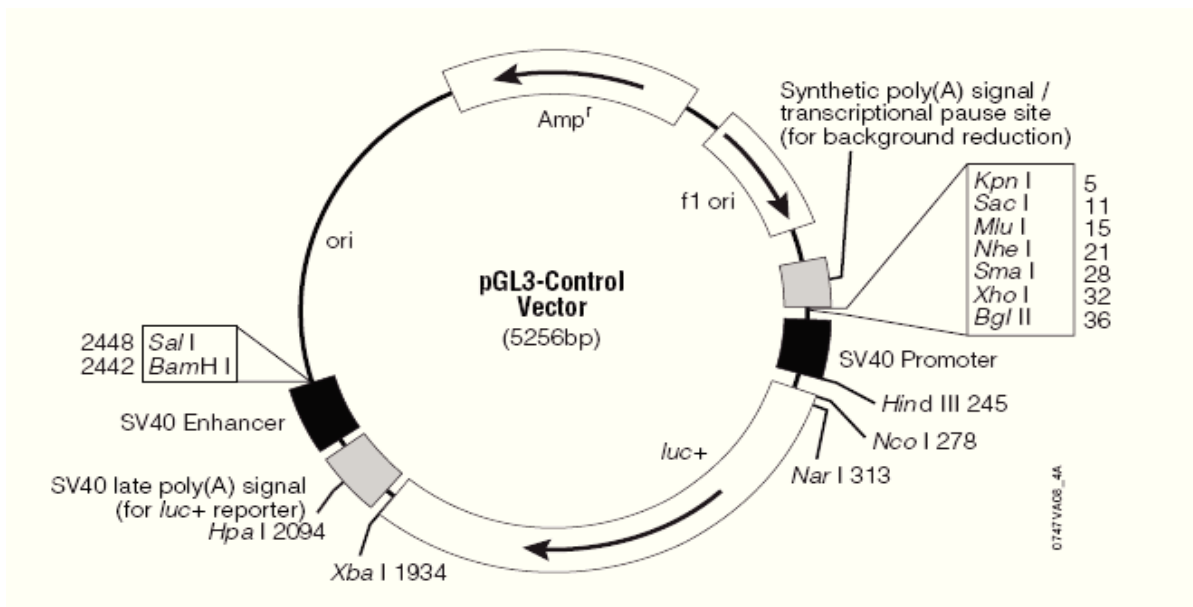 Amp^r
f1 ori
Synthetic poly(A) signal /
transcriptional pause site
(for background reduction)
Kpn I 5
Sac I 11
Mlu I 15
Nhe I 21
Sma I 28
Xho I 32
Bgl II 36
ori
pGL3-Control
Vector
(5256bp)
SV40 Promoter
Hind III 245
Nco I 278
Nar I 313
luc+
2448 Sal I
2442 BamH I
SV40 Enhancer
SV40 late poly(A) signal
(for luc+ reporter)
Hpa I 2094
Xba I 1934
0747VA08_4A